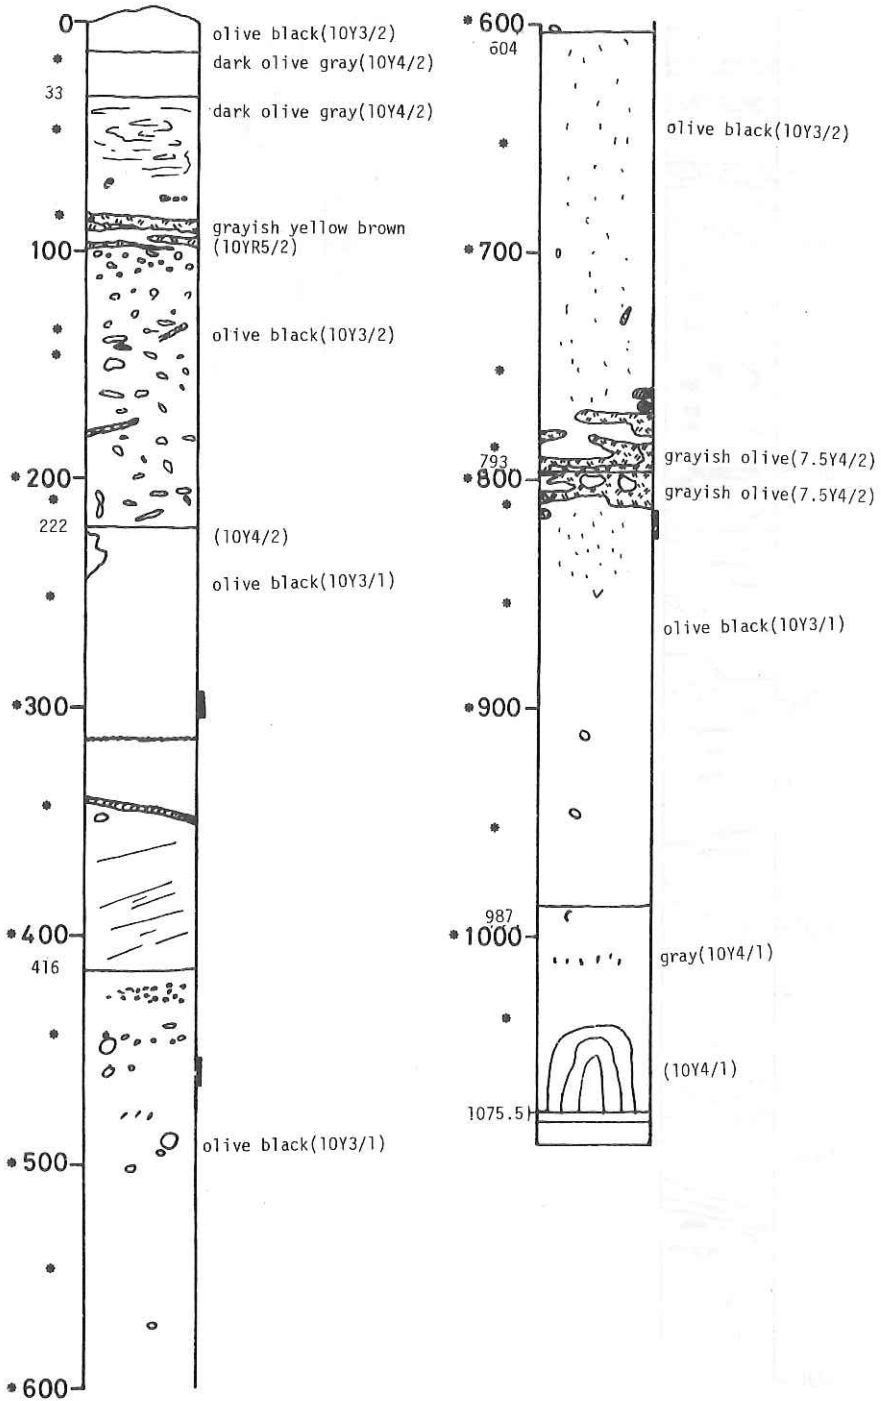 0
olive black(10Y3/2)
dark olive gray(10Y4/2)
33
dark olive gray(10Y4/2)
grayish yellow brown
(10YR5/2)
100
olive black(10Y3/2)
*200
222
(10Y4/2)
olive black(10Y3/1)
*300
*400
416
olive black(10Y3/1)
*500
*600
*600
604
olive black(10Y3/2)
*700
793
grayish olive(7.5Y4/2)
*800
grayish olive(7.5Y4/2)
olive black(10Y3/1)
*900
987
*1000
gray(10Y4/1)
(10Y4/1)
1075.5